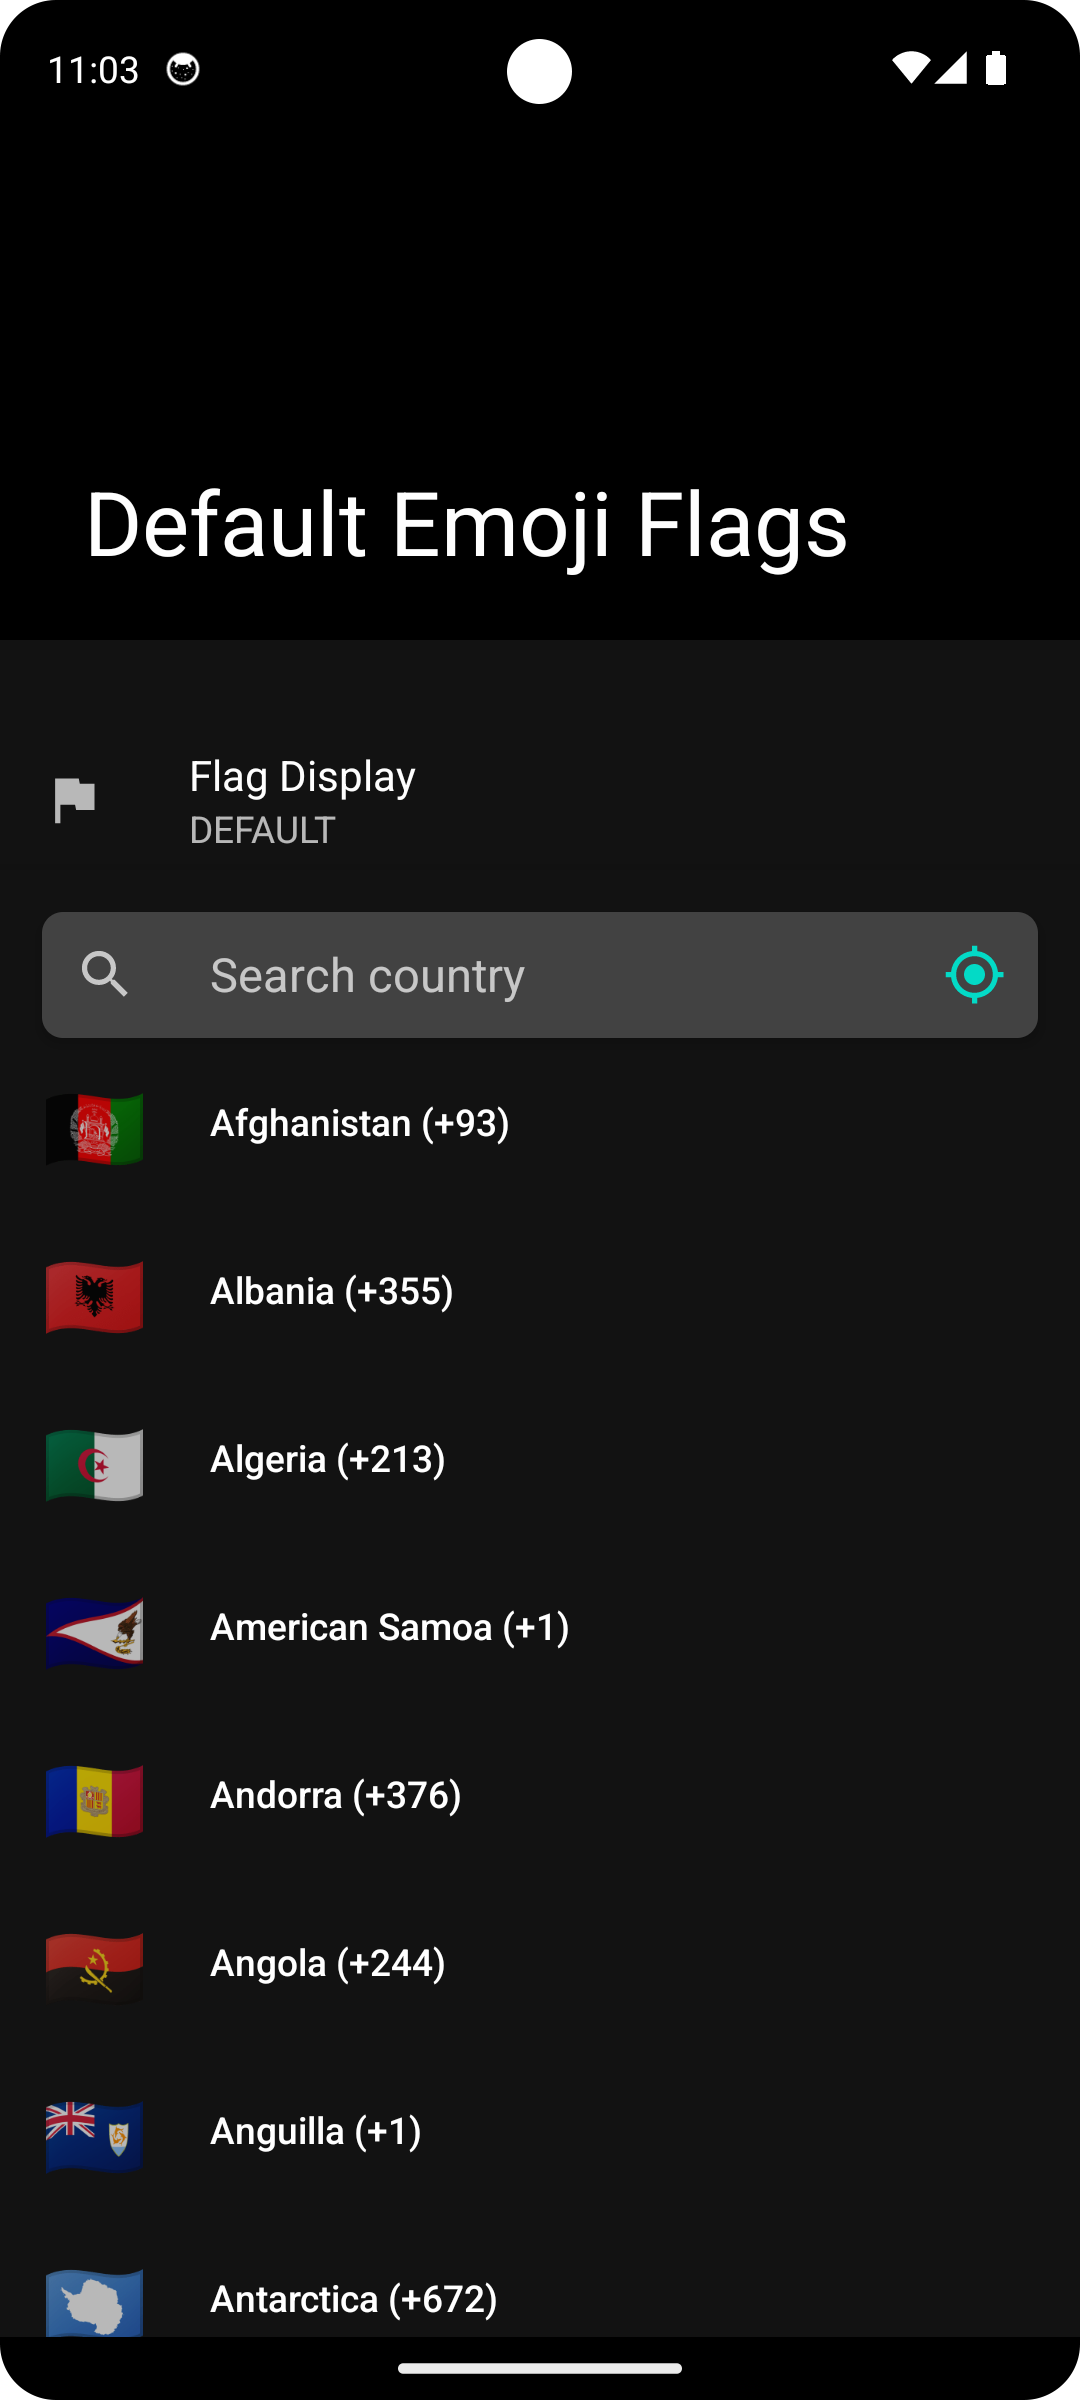 11:03
Default Emoji Flags
Flag Display
DEFAULT
Search country
Afghanistan (+93)
Albania (+355)
Algeria (+213)
American Samoa (+1)
Andorra (+376)
Angola (+244)
Anguilla (+1)
Antarctica (+672)